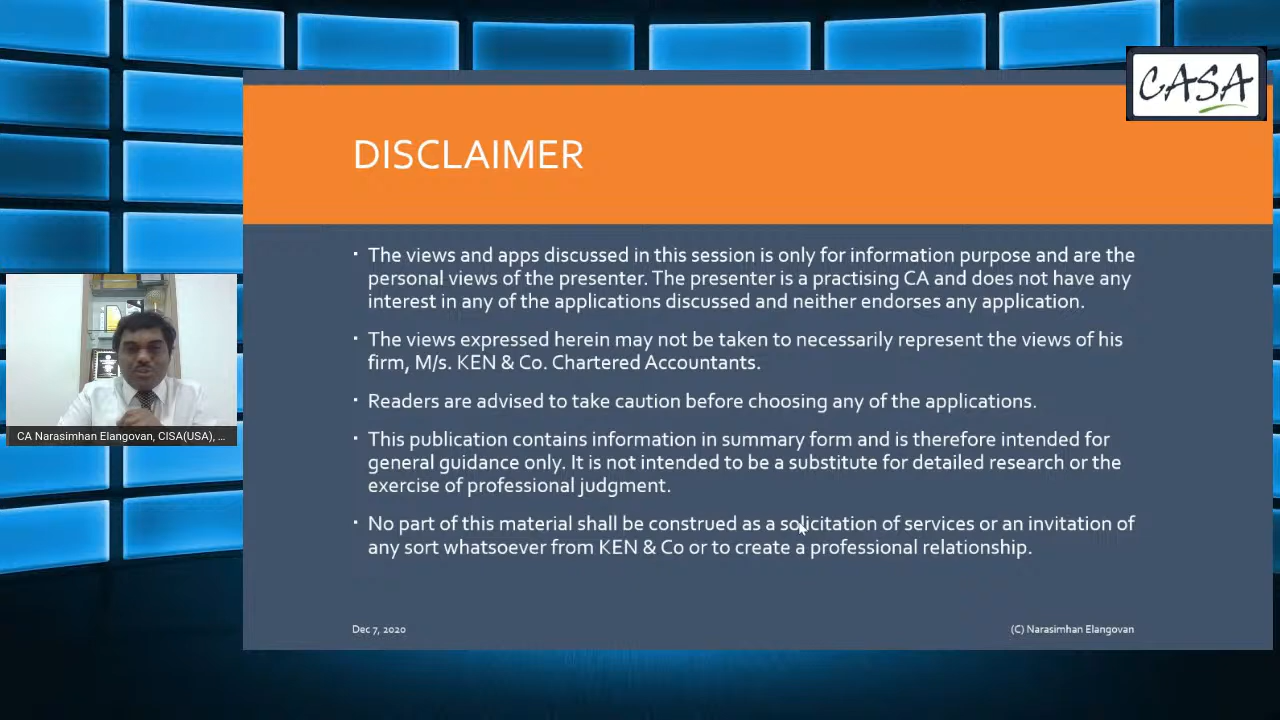 CASA
DISCLAIMER
▪ The views and apps discussed in this session is only for information purpose and are the
personal views of the presenter. The presenter is a practising CA and does not have any
interest in any of the applications discussed and neither endorses any application.
▪ The views expressed herein may not be taken to necessarily represent the views of his
firm, M/s. KEN & Co. Chartered Accountants.
▪ Readers are advised to take caution before choosing any of the applications.
▪ This publication contains information in summary form and is therefore intended for
general guidance only. It is not intended to be a substitute for detailed research or the
exercise of professional judgment.
▪ No part of this material shall be construed as a solicitation of services or an invitation of
any sort whatsoever from KEN & Co or to create a professional relationship.
CA Narasimhan Elangovan, CISA(USA), ...
Dec 7, 2020
(C) Narasimhan Elangovan